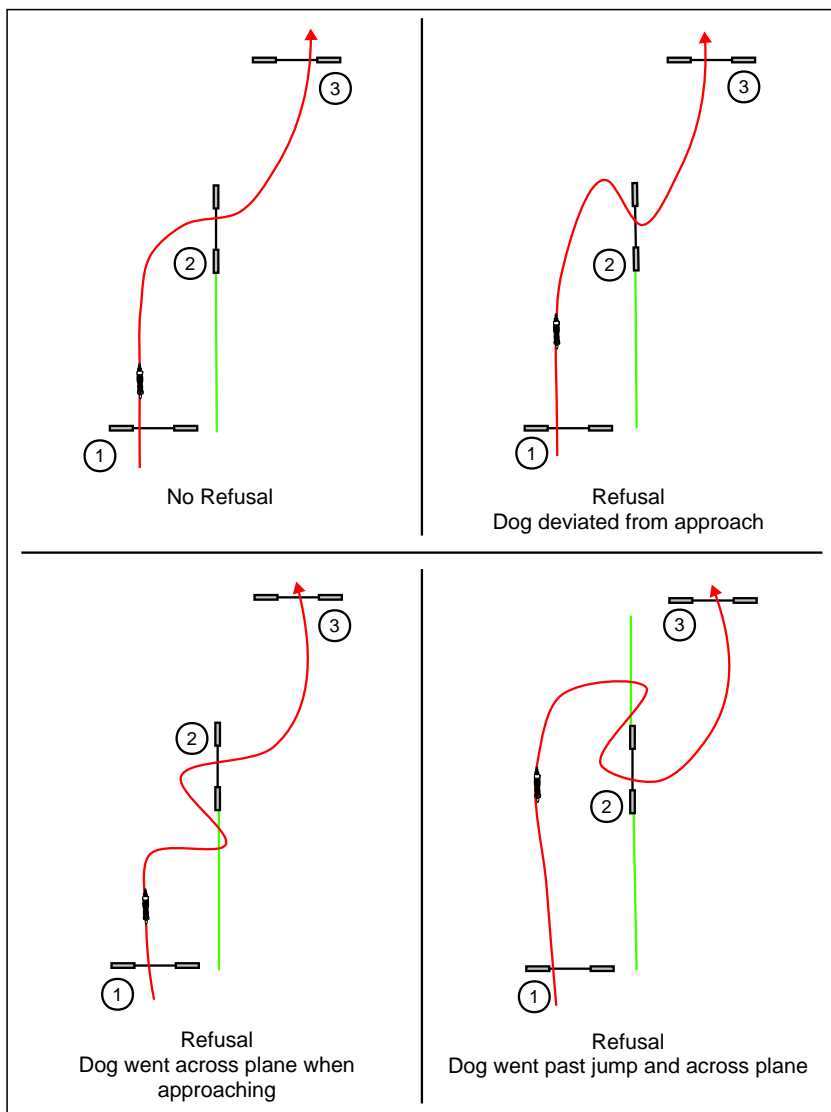 3
2
1
No Refusal
3
2
1
Refusal
Dog deviated from approach
3
2
1
Refusal
Dog went across plane when
approaching
3
2
1
Refusal
Dog went past jump and across plane